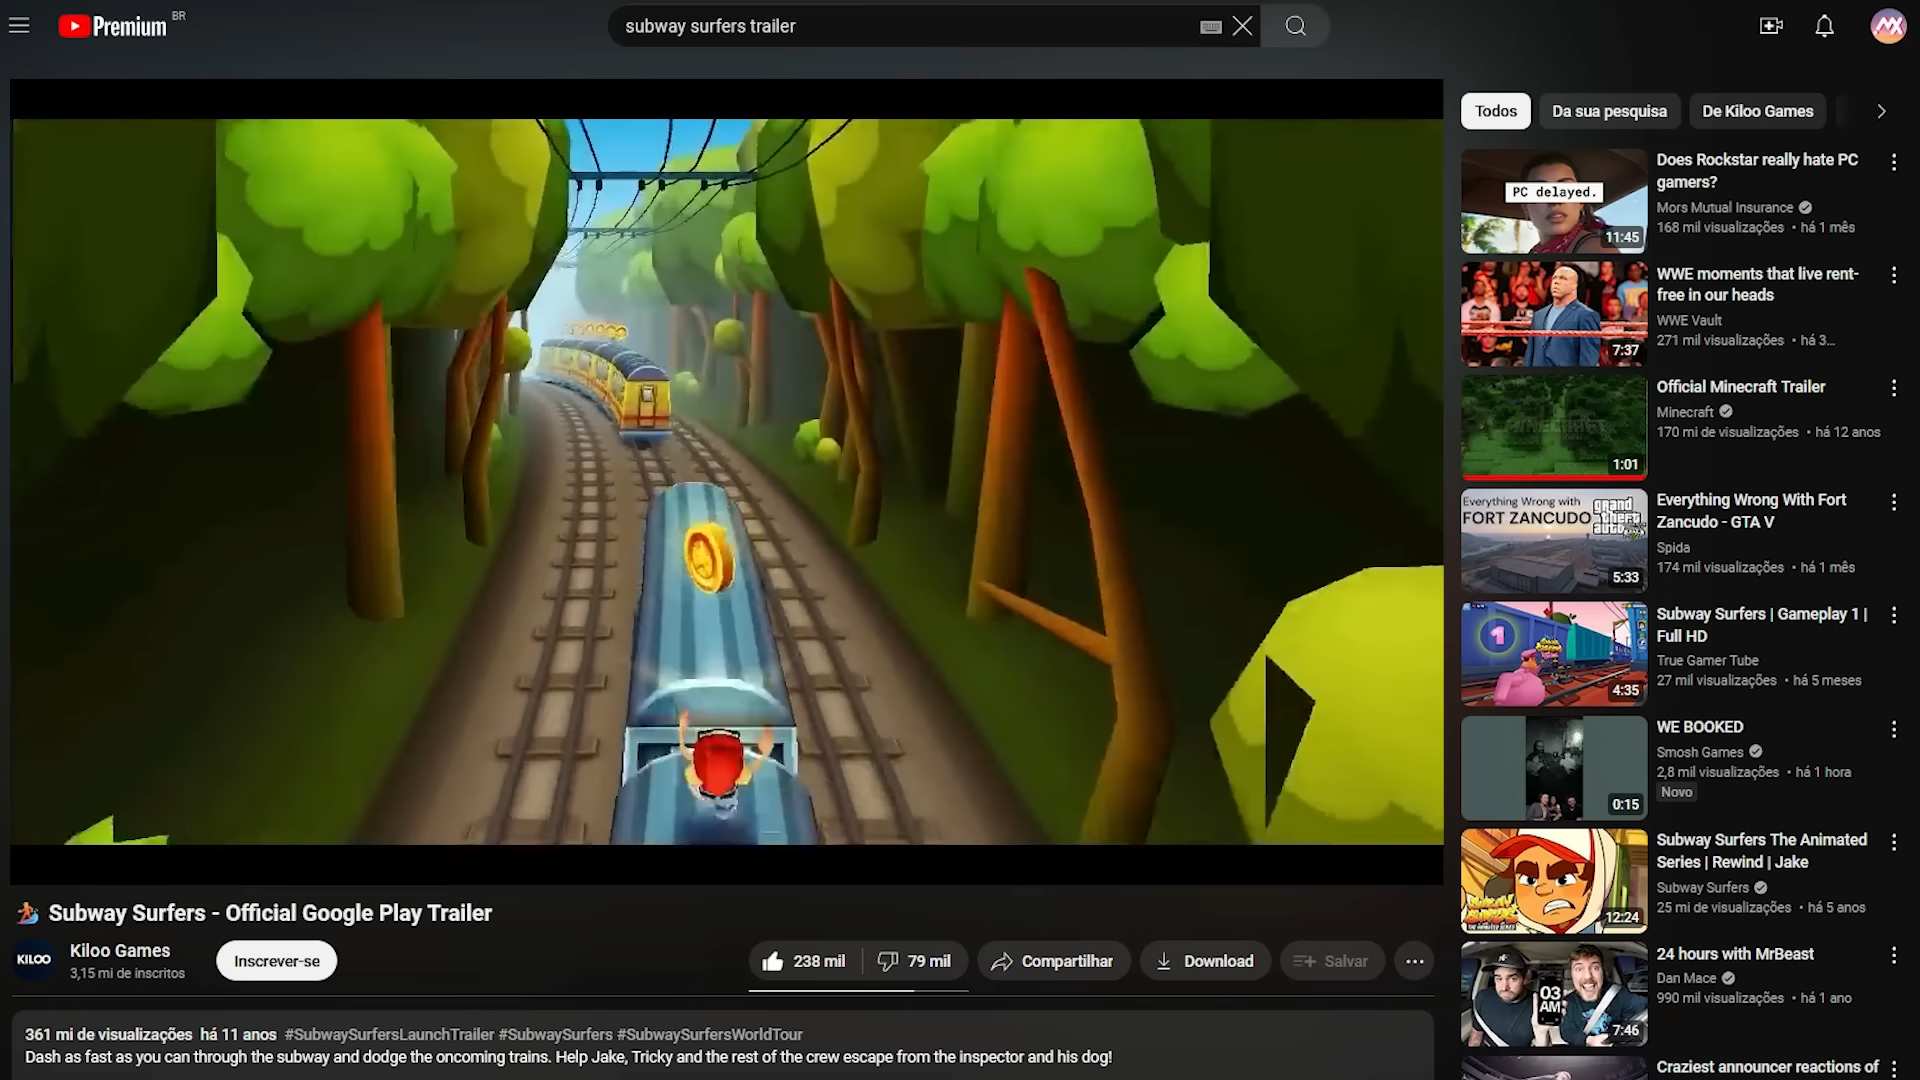 Premium BR
subway surfers trailer
Todos
Da sua pesquisa
De Kiloo Games
PC delayed.
11:45
Does Rockstar really hate PC
gamers?
Mors Mutual Insurance
168 mil visualizações • há 1 mês
7:37
WWE moments that live rent-
free in our heads
WWE Vault
271 mil visualizações • há 3...
MINECRAFT
1:01
Official Minecraft Trailer
Minecraft
170 mi de visualizações • há 12 anos
Everything Wrong with
FORT ZANCUDO
grand
theft
auto
5:33
Everything Wrong With Fort
Zancudo - GTA V
Spida
174 mil visualizações • há 1 mês
1
4:35
Subway Surfers | Gameplay 1 |
Full HD
True Gamer Tube
27 mil visualizações • há 5 meses
0:15
WE BOOKED
Smosh Games
2,8 mil visualizações • há 1 hora
Novo
SUBWAY
SURFERS
THE ANIMATED SERIES
12:24
Subway Surfers The Animated
Series | Rewind | Jake
Subway Surfers
25 mi de visualizações • há 5 anos
03
AM
7:46
24 hours with MrBeast
Dan Mace
990 mil visualizações • há 1 ano
Craziest announcer reactions of
🏄 Subway Surfers - Official Google Play Trailer
KILOO
Kiloo Games
3,15 mi de inscritos
Inscrever-se
238 mil
79 mil
Compartilhar
Download
Salvar
361 mi de visualizações há 11 anos #SubwaySurfersLaunchTrailer #SubwaySurfers #SubwaySurfersWorldTour
Dash as fast as you can through the subway and dodge the oncoming trains. Help Jake, Tricky and the rest of the crew escape from the inspector and his dog!